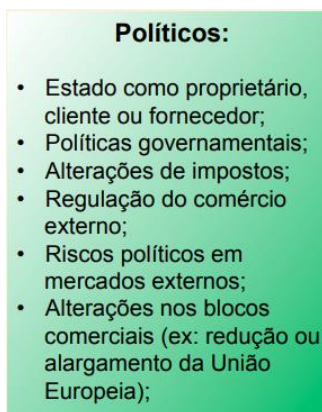 Políticos:
• Estado como proprietário,
cliente ou fornecedor;
• Políticas governamentais;
• Alterações de impostos;
• Regulação do comércio
externo;
• Riscos políticos em
mercados externos;
• Alterações nos blocos
comerciais (ex: redução ou
alargamento da União
Europeia);